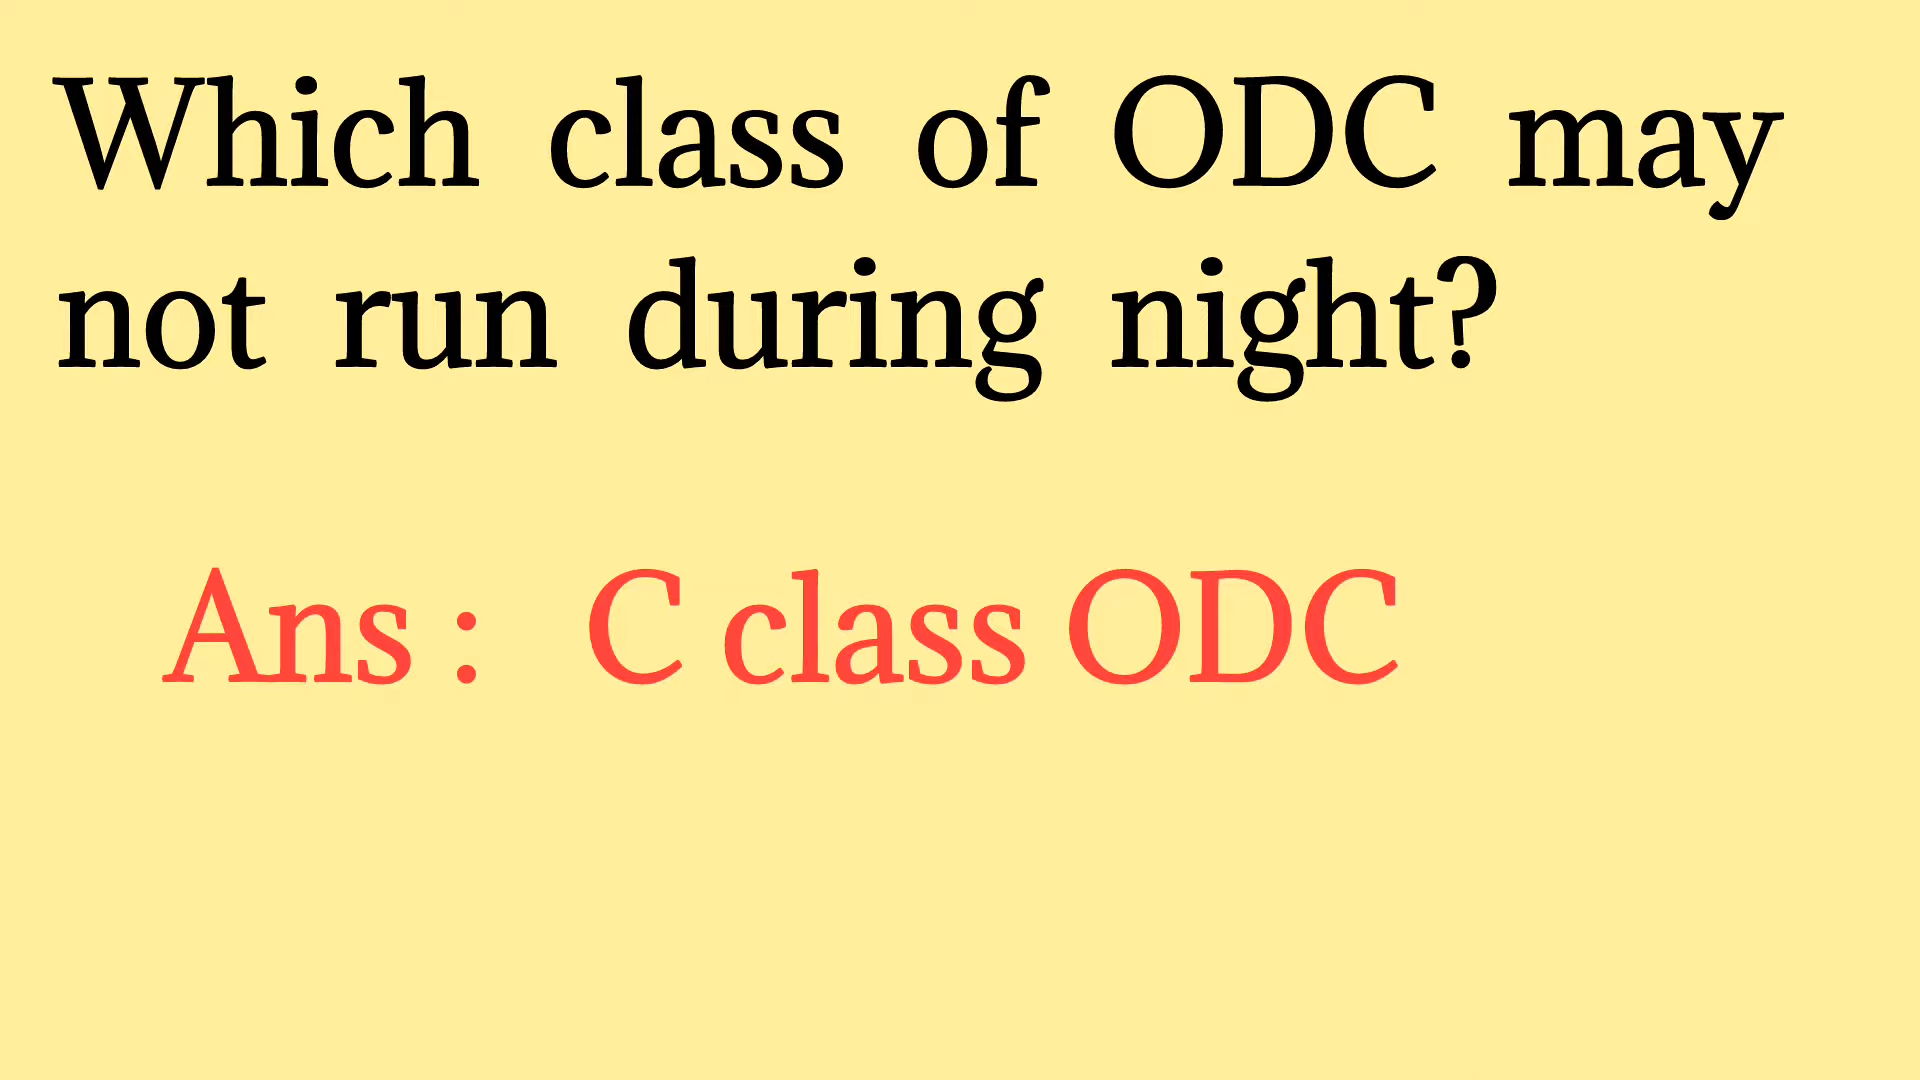 Which class of ODC may
not run during night?
Ans : C class ODC